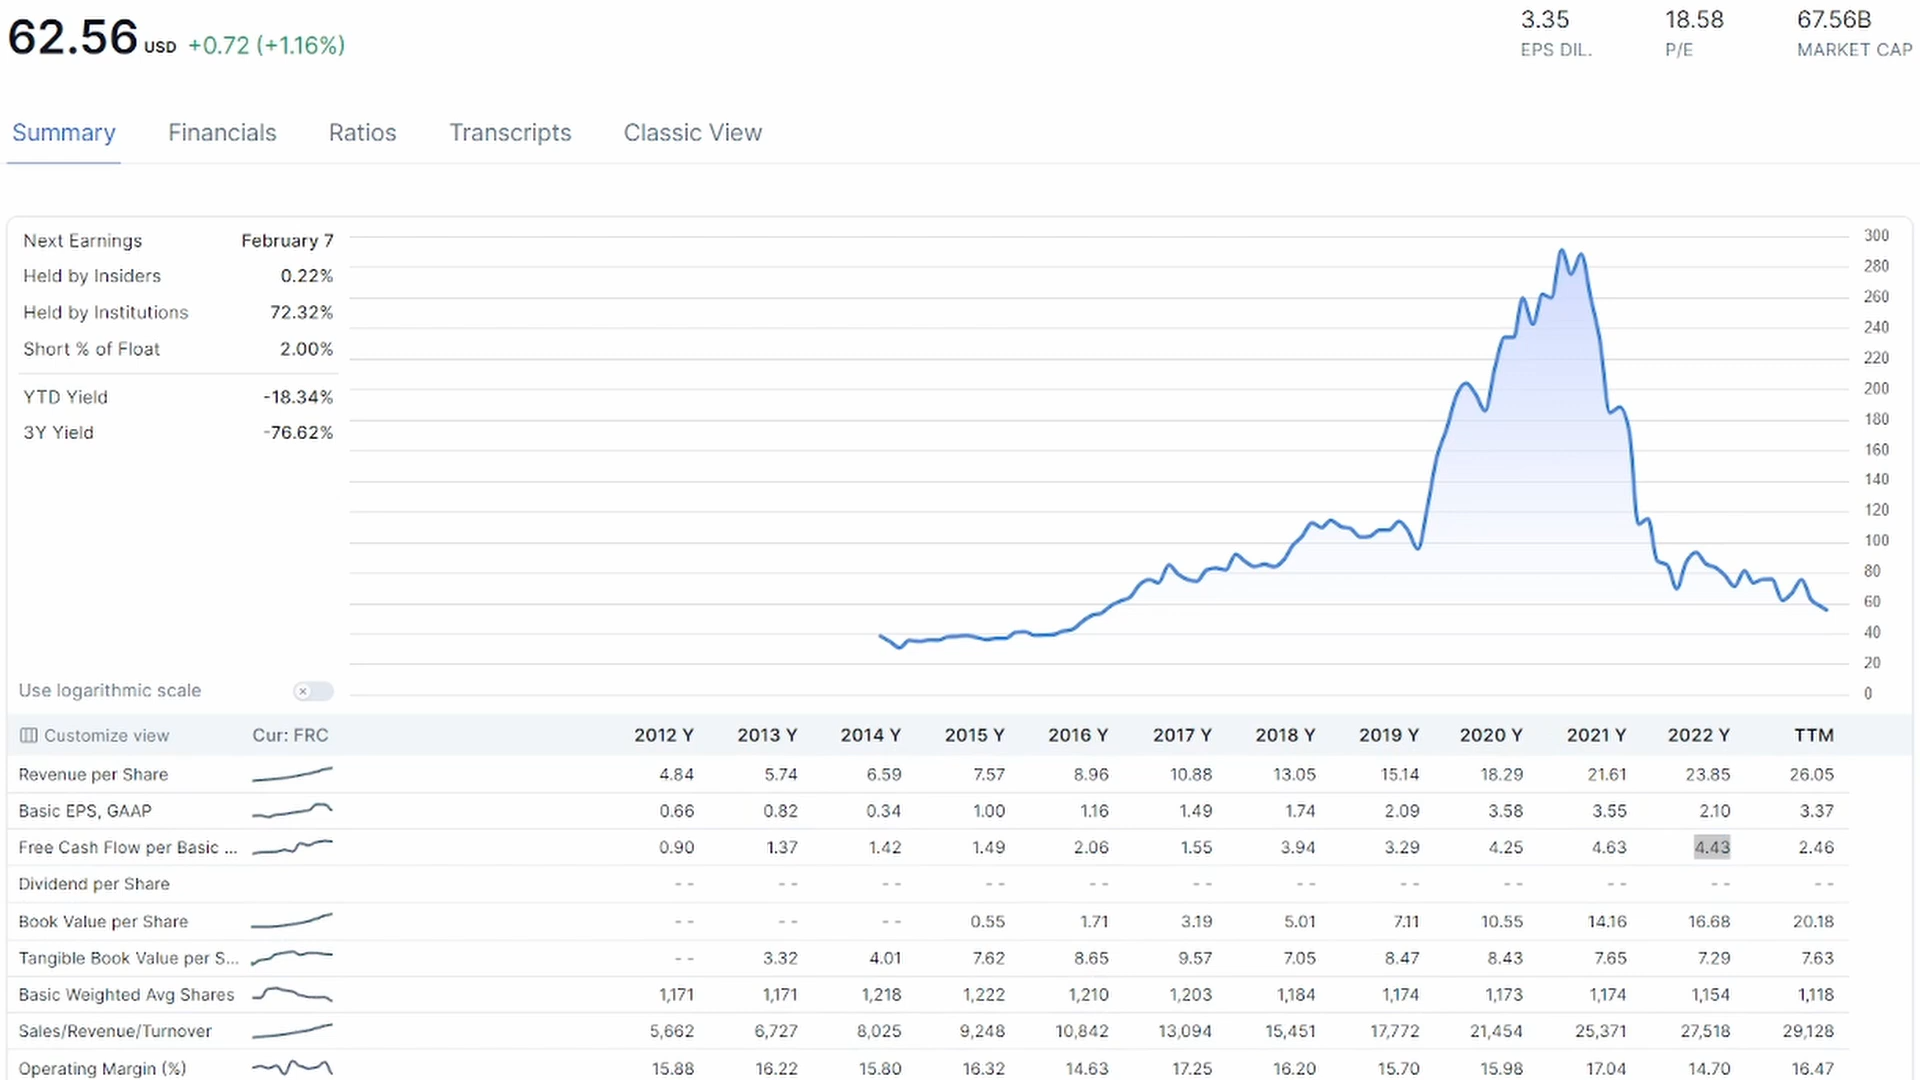 62.56 USD +0.72 (+1.16%)
3.35 18.58 67.56B
EPS DIL. P/E MARKET CAP
Summary Financials Ratios Transcripts Classic View
Next Earnings February 7
Held by Insiders 0.22%
Held by Institutions 72.32%
Short % of Float 2.00%
YTD Yield -18.34%
3Y Yield -76.62%
Use logarithmic scale
300
280
260
240
220
200
180
160
140
120
100
80
60
40
20
0
Customize view Cur: FRC 2012 Y 2013 Y 2014 Y 2015 Y 2016 Y 2017 Y 2018 Y 2019 Y 2020 Y 2021 Y 2022 Y TTM
Revenue per Share 4.84 5.74 6.59 7.57 8.96 10.88 13.05 15.14 18.29 21.61 23.85 26.05
Basic EPS, GAAP 0.66 0.82 0.34 1.00 1.16 1.49 1.74 2.09 3.58 3.55 2.10 3.37
Free Cash Flow per Basic ... 0.90 1.37 1.42 1.49 2.06 1.55 3.94 3.29 4.25 4.63 4.43 2.46
Dividend per Share -- -- -- -- -- -- -- -- -- -- -- --
Book Value per Share -- -- -- 0.55 1.71 3.19 5.01 7.11 10.55 14.16 16.68 20.18
Tangible Book Value per S... -- 3.32 4.01 7.62 8.65 9.57 7.05 8.47 8.43 7.65 7.29 7.63
Basic Weighted Avg Shares 1,171 1,171 1,218 1,222 1,210 1,203 1,184 1,174 1,173 1,174 1,154 1,118
Sales/Revenue/Turnover 5,662 6,727 8,025 9,248 10,842 13,094 15,451 17,772 21,454 25,371 27,518 29,128
Operating Margin (%) 15.88 16.22 15.80 16.32 14.63 17.25 16.20 15.70 15.98 17.04 14.70 16.47